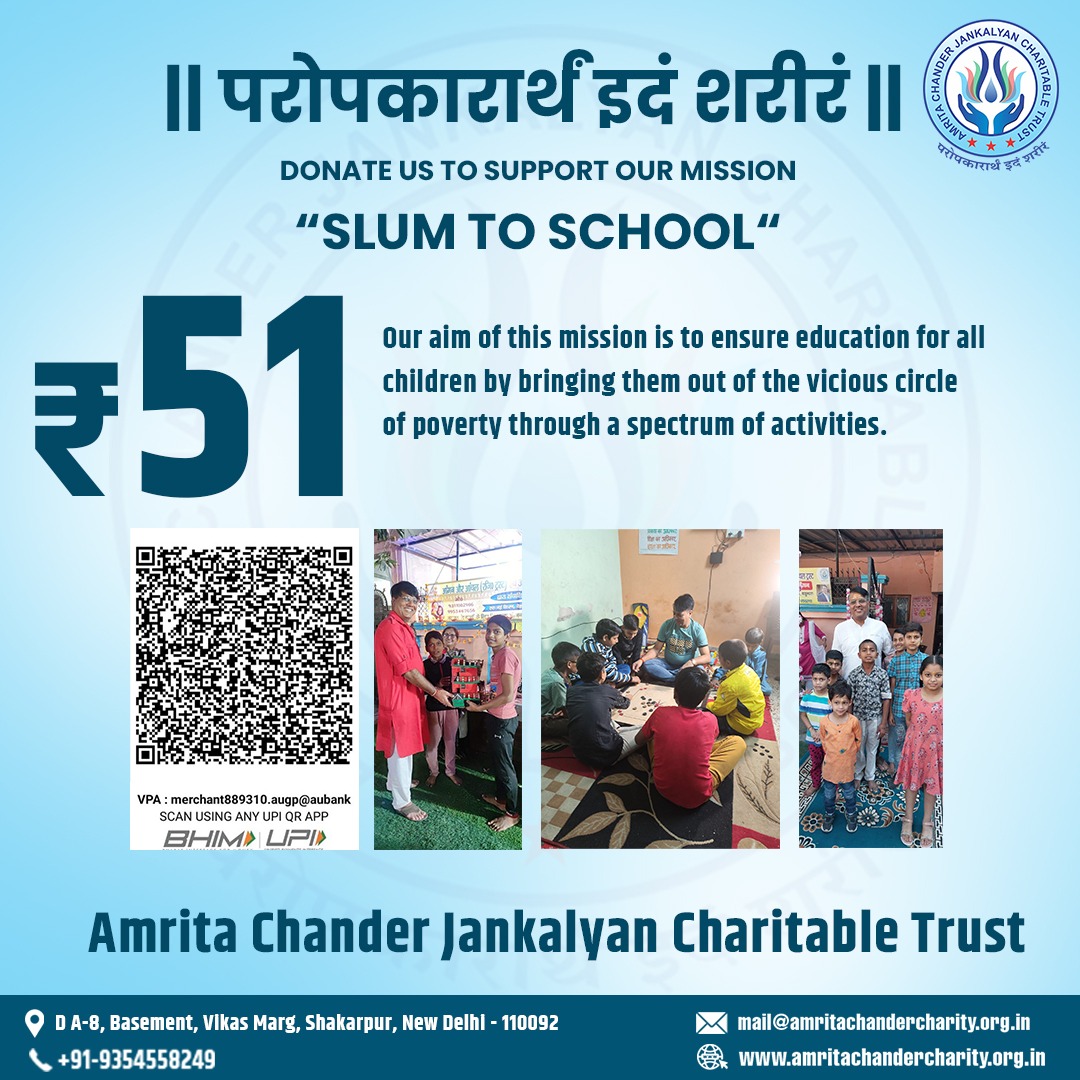 || परोपकारार्थ इदं शरीरं ||
AMRITA CHANDER JANKALYAN CHARITABLE TRUST
परोपकारार्थ इदं शरीरं
DONATE US TO SUPPORT OUR MISSION
“SLUM TO SCHOOL“
₹51
Our aim of this mission is to ensure education for all
children by bringing them out of the vicious circle
of poverty through a spectrum of activities.
VPA : merchant889310.augp@aubank
SCAN USING ANY UPI QR APP
BHIM | UPI
Amrita Chander Jankalyan Charitable Trust
D A-8, Basement, Vikas Marg, Shakarpur, New Delhi - 110092
+91-9354558249
mail@amritachandercharity.org.in
www.amritachandercharity.org.in